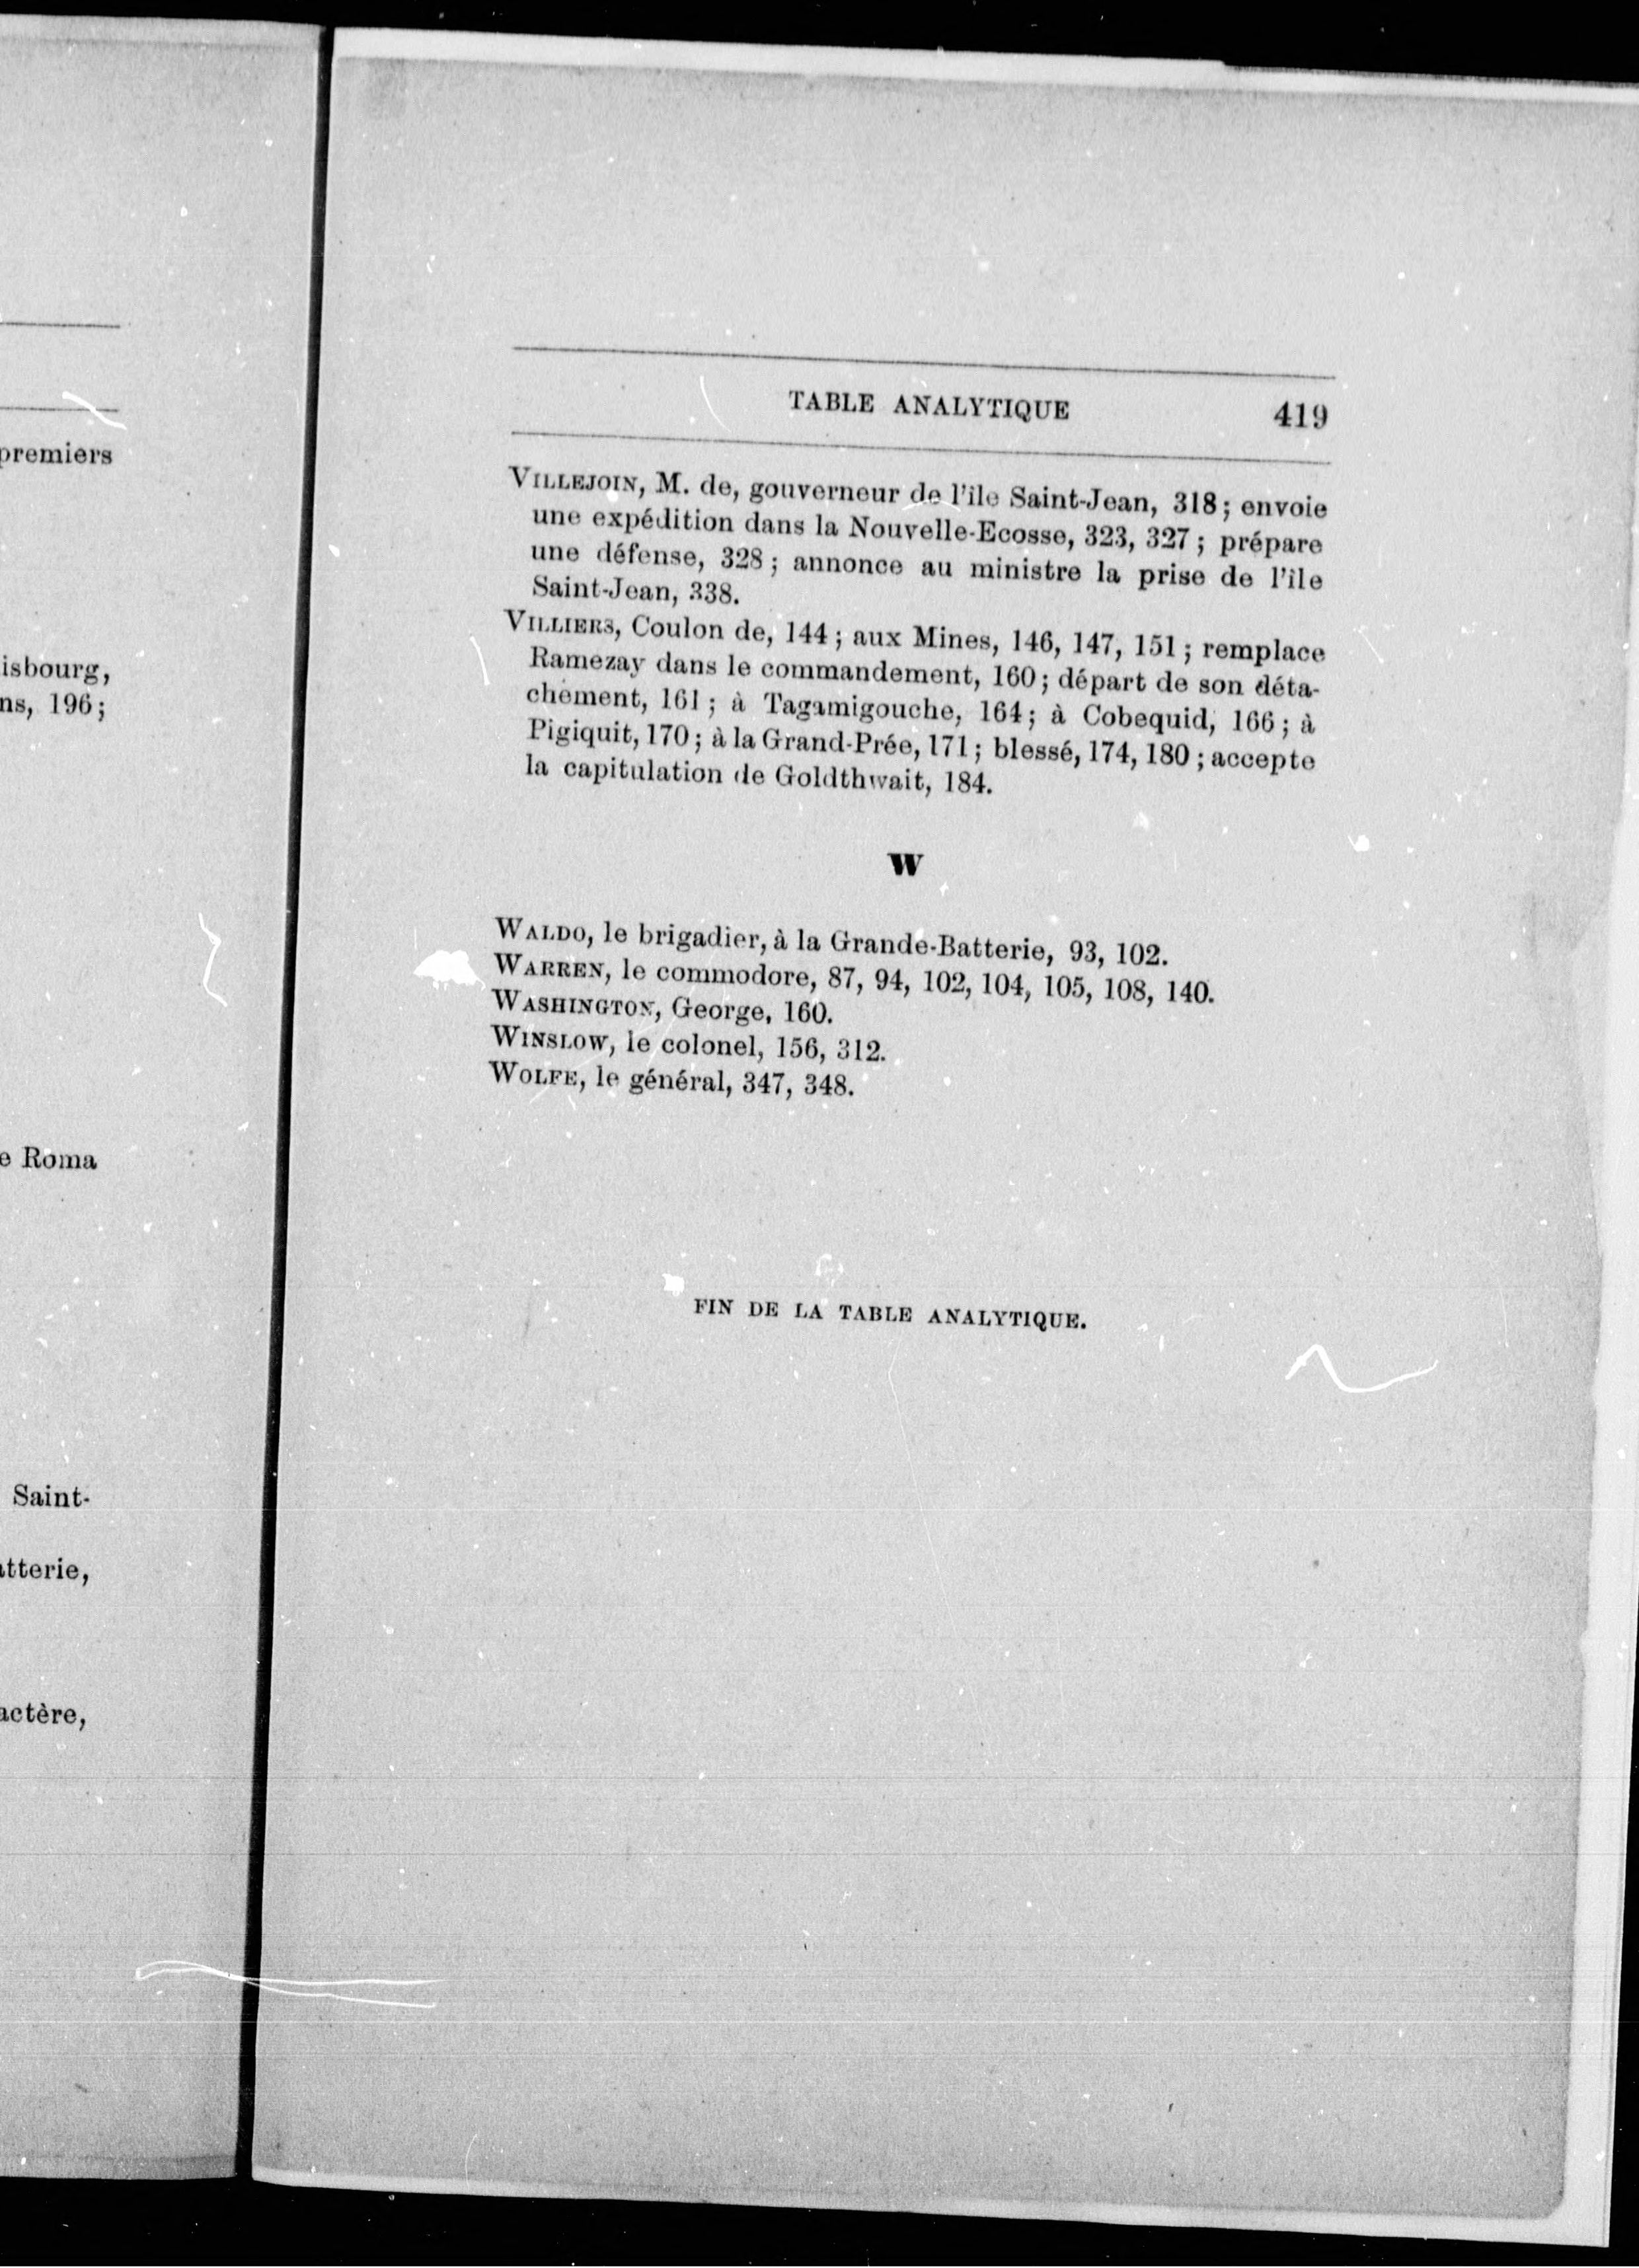 premiers
isbourg,
ns, 196;
e Roma
Saint-
tterie,
actère,
TABLE ANALYTIQUE 419
VILLEJOIN, M. de, gouverneur de l'île Saint-Jean, 318; envoie
une expédition dans la Nouvelle-Ecosse, 323, 327; prépare
une défense, 328; annonce au ministre la prise de l'île
Saint-Jean, 338.
VILLIERS, Coulon de, 144; aux Mines, 146, 147, 151; remplace
Ramezay dans le commandement, 160; départ de son déta-
chement, 161; à Tagamigouche, 164; à Cobequid, 166; à
Pigiquit, 170; à la Grand-Prée, 171; blessé, 174, 180; accepte
la capitulation de Goldthwait, 184.
W
WALDO, le brigadier, à la Grande-Batterie, 93, 102.
WARREN, le commodore, 87, 94, 102, 104, 105, 108, 140.
WASHINGTON, George, 160.
WINSLOW, le colonel, 156, 312.
WOLFE, le général, 347, 348.
FIN DE LA TABLE ANALYTIQUE.